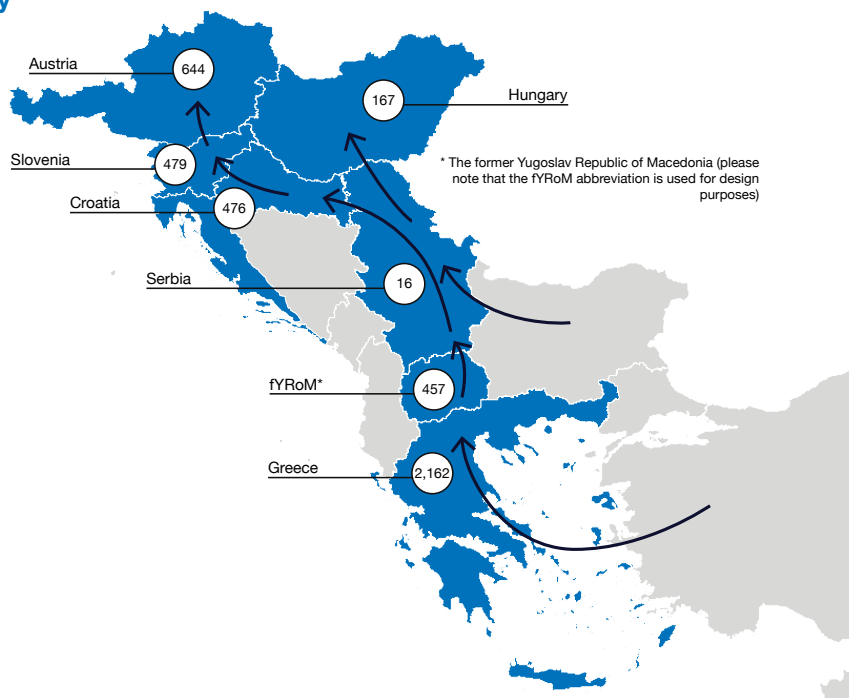 y
Austria
644
167
Hungary
Slovenia
479
* The former Yugoslav Republic of Macedonia (please
note that the fYRoM abbreviation is used for design
purposes)
Croatia
476
Serbia
16
fYRoM*
457
Greece
2,162